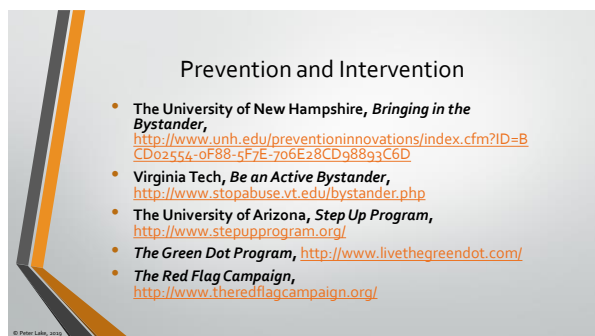 Prevention and Intervention
• The University of New Hampshire, Bringing in the
Bystander,
http://www.unh.edu/preventioninnovations/index.cfm?ID=B
CD02554-0F88-5F7E-706E28CD98893C6D
• Virginia Tech, Be an Active Bystander,
http://www.stopabuse.vt.edu/bystander.php
• The University of Arizona, Step Up Program,
http://www.stepupprogram.org/
• The Green Dot Program, http://www.livethegreendot.com/
• The Red Flag Campaign,
http://www.theredflagcampaign.org/
© Peter Lake, 2015